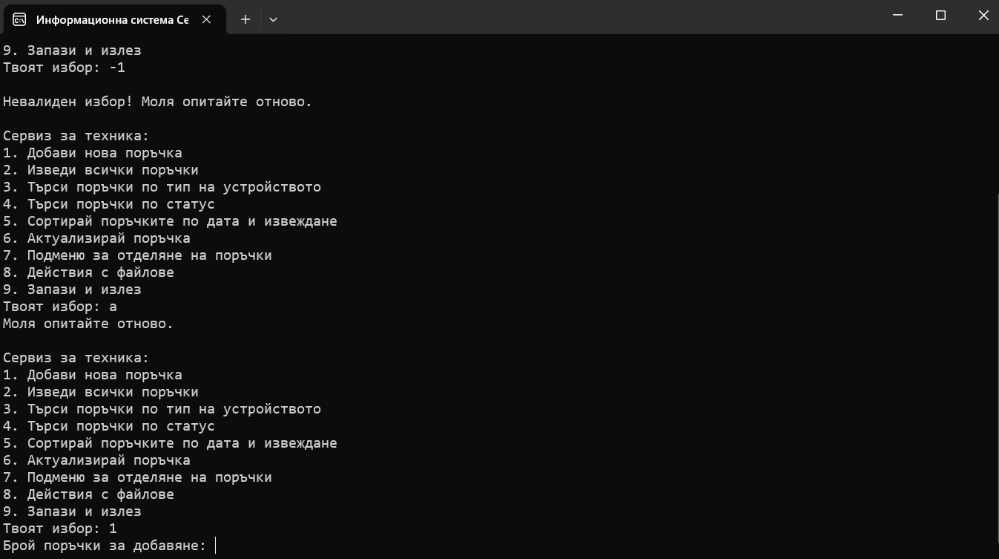 Информационна система Се
9. Запази и излез
Твоят избор: -1
Невалиден избор! Моля опитайте отново.
Сервиз за техника:
1. Добави нова поръчка
2. Изведи всички поръчки
3. Търси поръчки по тип на устройството
4. Търси поръчки по статус
5. Сортирай поръчките по дата и извеждане
6. Актуализирай поръчка
7. Подменю за отделяне на поръчки
8. Действия с файлове
9. Запази и излез
Твоят избор: а
Моля опитайте отново.
Сервиз за техника:
1. Добави нова поръчка
2. Изведи всички поръчки
3. Търси поръчки по тип на устройството
4. Търси поръчки по статус
5. Сортирай поръчките по дата и извеждане
6. Актуализирай поръчка
7. Подменю за отделяне на поръчки
8. Действия с файлове
9. Запази и излез
Твоят избор: 1
Брой поръчки за добавяне: